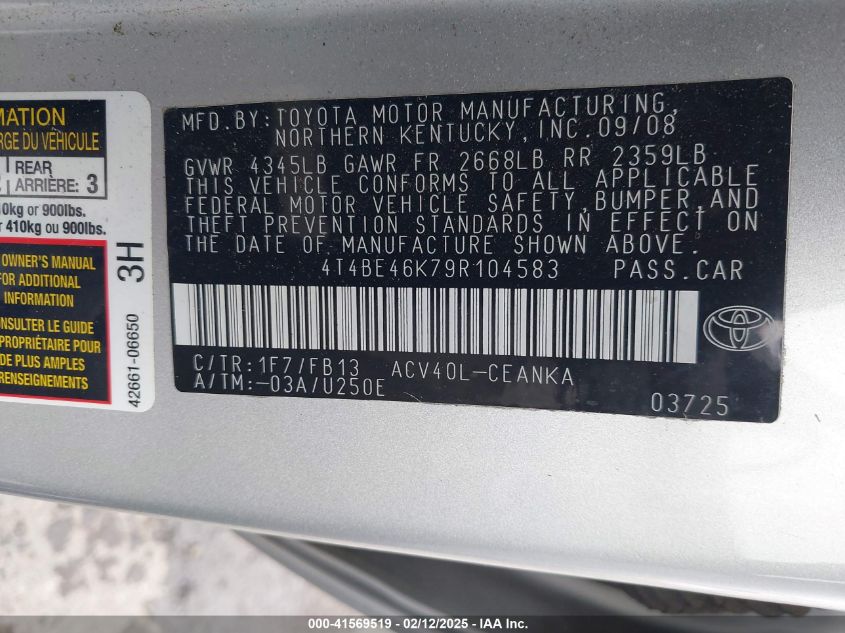 MATION
RGE DU VÉHICULE
REAR
ARRIÈRE: 3
kg or 900lbs.
410kg ou 900lbs.
OWNER'S MANUAL
FOR ADDITIONAL
INFORMATION
NSULTER LE GUIDE
PROPRIÉTAIRE POUR
DE PLUS AMPLES
RENSEIGNEMENTS
3H
42661-06650
MFD.BY:TOYOTA MOTOR MANUFACTURING,
NORTHERN KENTUCKY,INC.09/08
GVWR 4345LB GAWR FR 2668LB RR 2359LB
THIS VEHICLE CONFORMS TO ALL APPLICABLE
FEDERAL MOTOR VEHICLE SAFETY,BUMPER,AND
THEFT PREVENTION STANDARDS IN EFFECT ON
THE DATE OF MANUFACTURE SHOWN ABOVE.
4T4BE46K79R104583 PASS.CAR
C/TR:1F7/FB13 ACV40L-CEANKA
A/TM:-03A/U250E
03725
000-41569519 - 02/12/2025 - IAAI Copart, Inc.